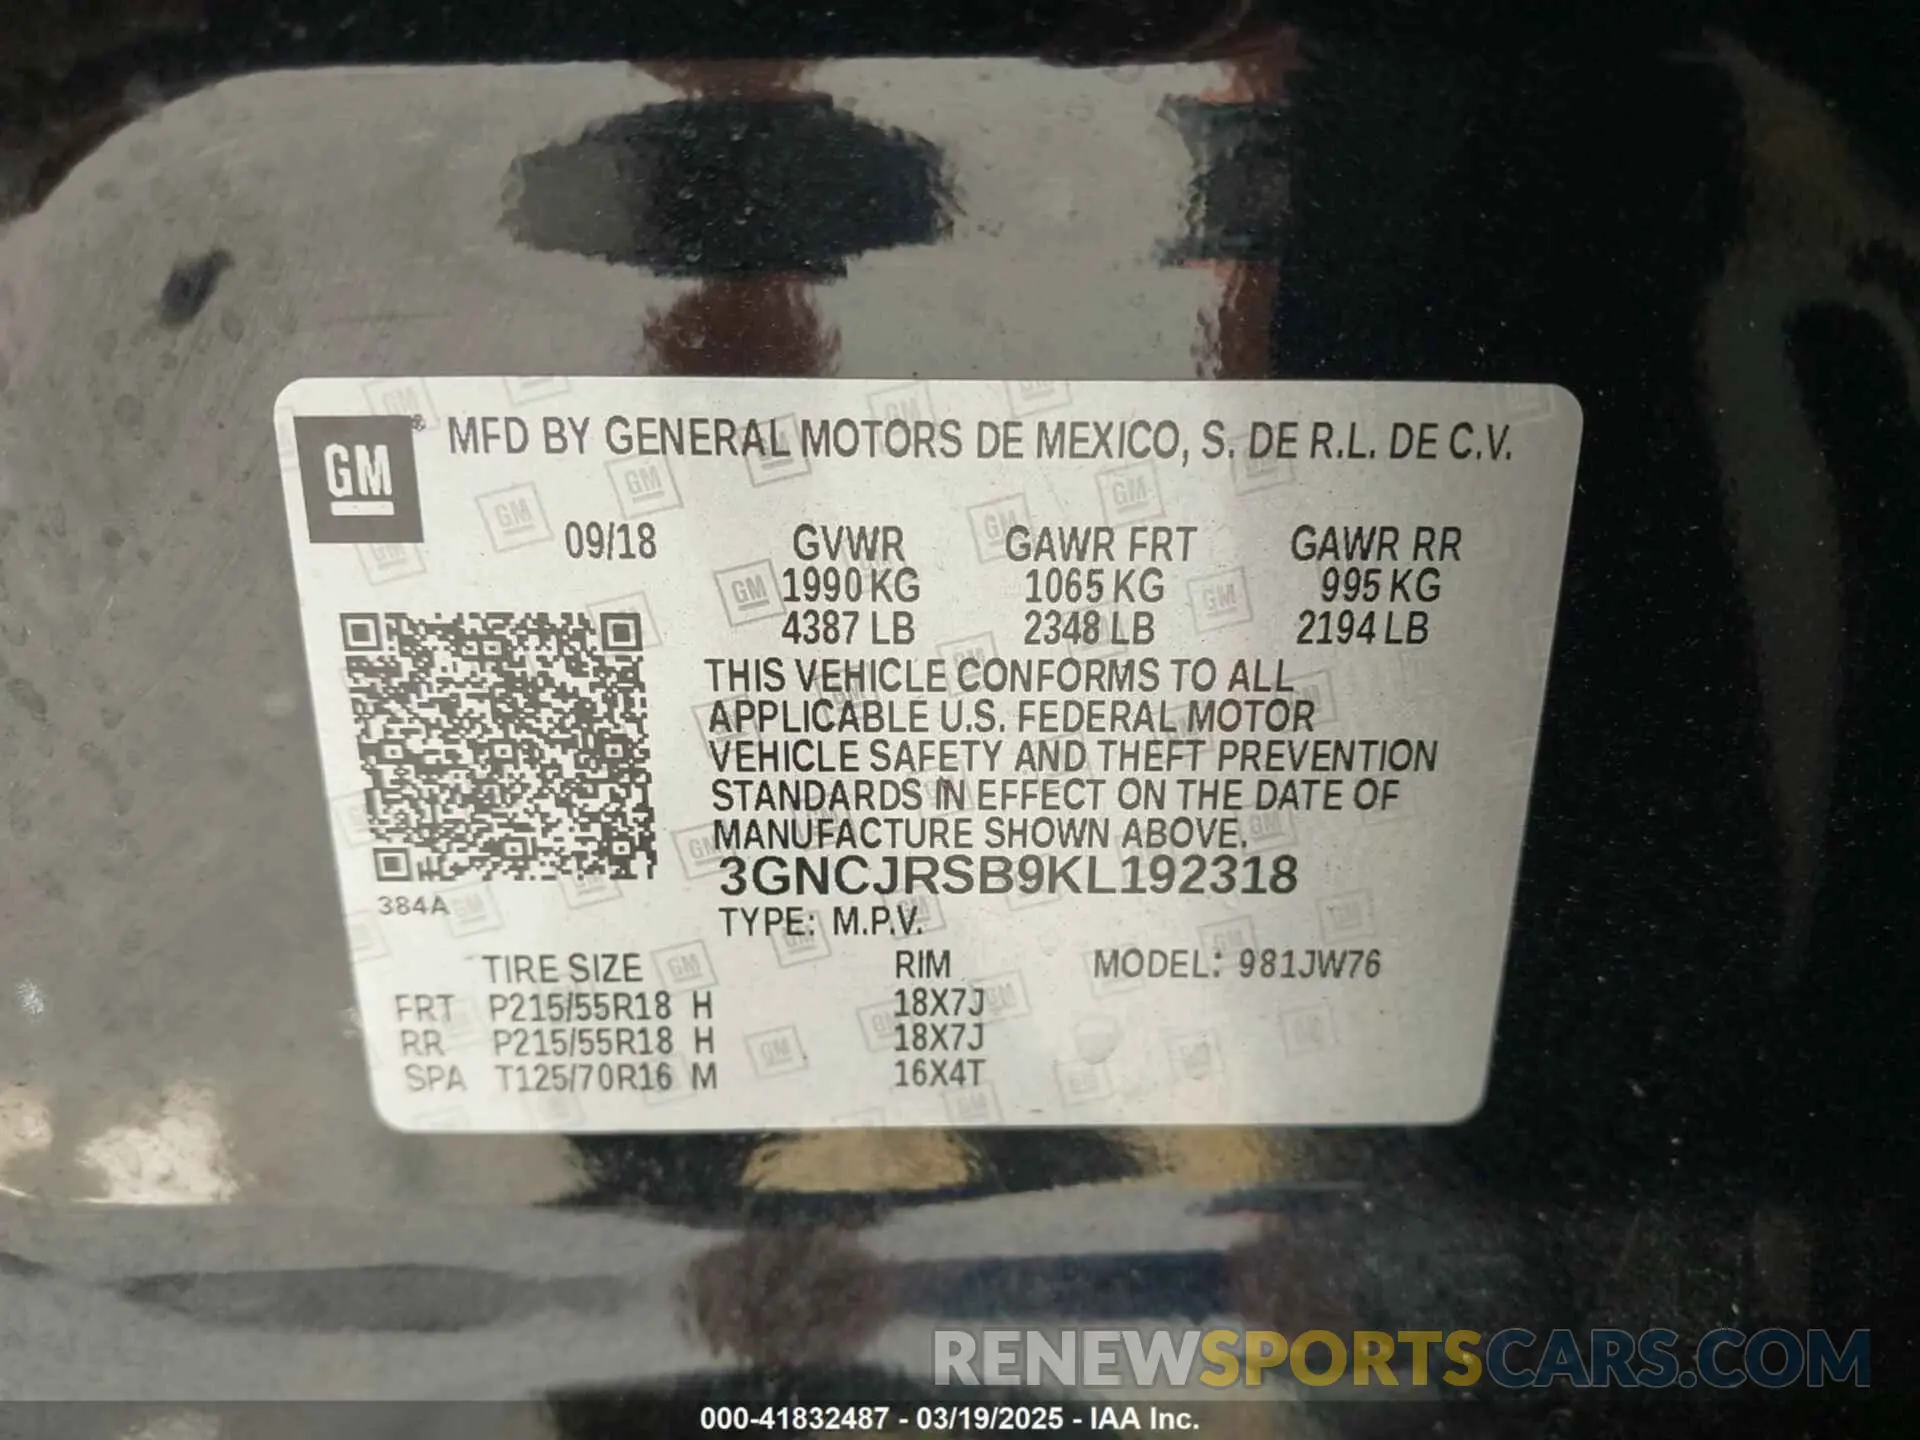 GM® MFD BY GENERAL MOTORS DE MEXICO, S. DE R.L. DE C.V.
09/18 GVWR GAWR FRT GAWR RR
1990 KG 1065 KG 995 KG
4387 LB 2348 LB 2194 LB
THIS VEHICLE CONFORMS TO ALL
APPLICABLE U.S. FEDERAL MOTOR
VEHICLE SAFETY AND THEFT PREVENTION
STANDARDS IN EFFECT ON THE DATE OF
MANUFACTURE SHOWN ABOVE.
3GNCJRSB9KL192318
384A
TYPE: M.P.V.
TIRE SIZE RIM MODEL: 981JW76
FRT P215/55R18 H 18X7J
RR P215/55R18 H 18X7J
SPA T125/70R16 M 16X4T
RENEWSPORTSCARS.COM
000-41832487 - 03/19/2025 - IAA Inc.